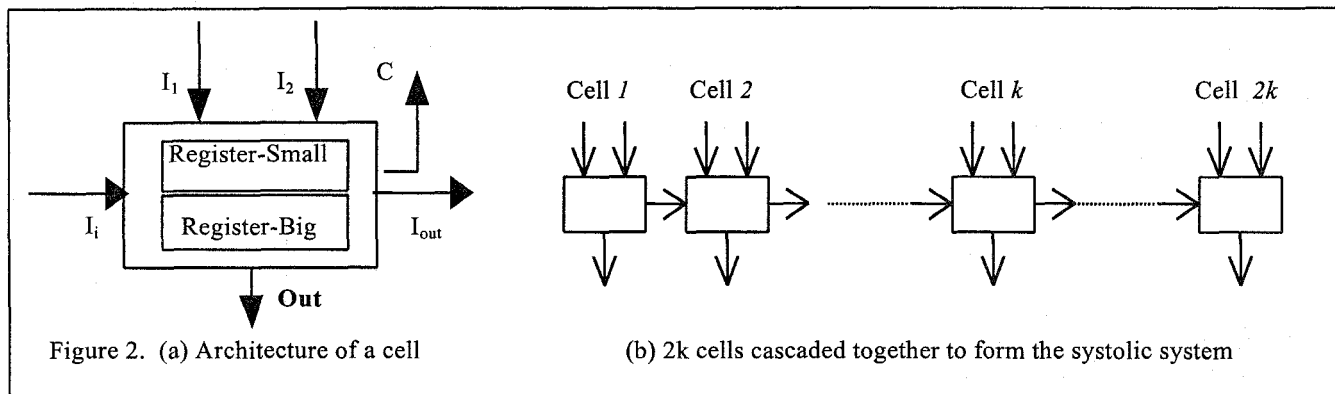 I1 I2 C
Register-Small
Register-Big
Ii Iout
Out
Figure 2. (a) Architecture of a cell
Cell 1 Cell 2 Cell k Cell 2k
(b) 2k cells cascaded together to form the systolic system